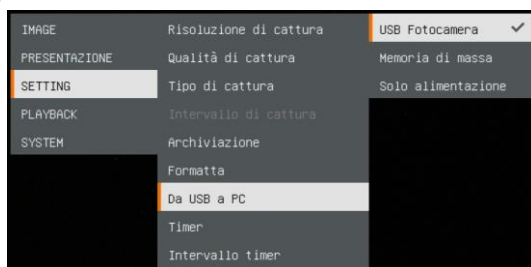 IMAGE
PRESENTAZIONE
SETTING
PLAYBACK
SYSTEM
Risoluzione di cattura
Qualità di cattura
Tipo di cattura
Intervallo di cattura
Archiviazione
Formatta
Da USB a PC
Timer
Intervallo timer
USB Fotocamera ✓
Memoria di massa
Solo alimentazione